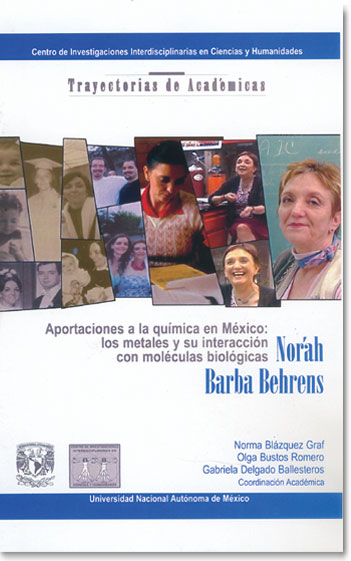 Centro de Investigaciones Interdisciplinarias en Ciencias y Humanidades
Trayectorias de Académicas
Aportaciones a la química en México:
los metales y su interacción
con moléculas biológicas
Noráh
Barba Behrens
Norma Blázquez Graf
Olga Bustos Romero
Gabriela Delgado Ballesteros
Coordinación Académica
Universidad Nacional Autónoma de México